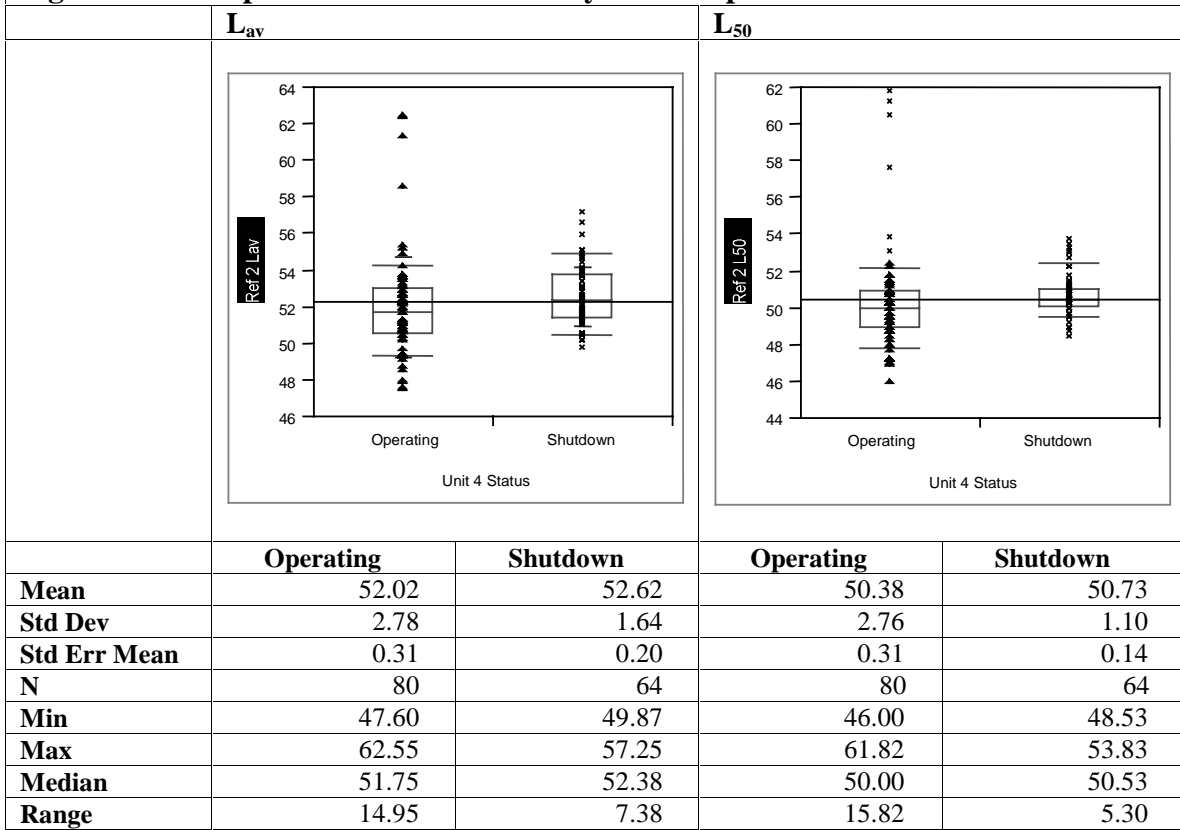 L_av L_50
64
62
60
58
56
54
52
50
48
46
Ref 2 Lav
Operating Shutdown
Unit 4 Status
62
60
58
56
54
52
50
48
46
44
Ref 2 L50
Operating Shutdown
Unit 4 Status
Operating Shutdown Operating Shutdown
Mean 52.02 52.62 50.38 50.73
Std Dev 2.78 1.64 2.76 1.10
Std Err Mean 0.31 0.20 0.31 0.14
N 80 64 80 64
Min 47.60 49.87 46.00 48.53
Max 62.55 57.25 61.82 53.83
Median 51.75 52.38 50.00 50.53
Range 14.95 7.38 15.82 5.30